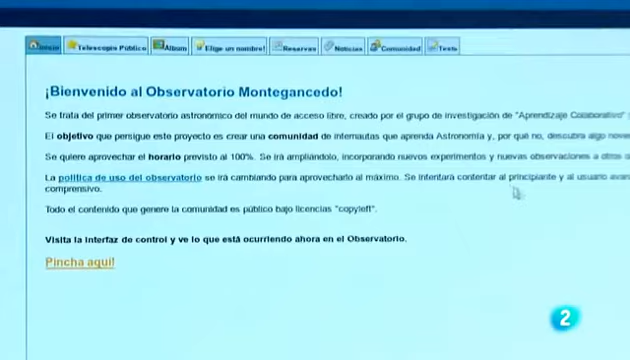 Inicio Telescopio Público Album Elige un nombre! Reservas Noticias Comunidad Tests
¡Bienvenido al Observatorio Montegancedo!
Se trata del primer observatorio astronomico del mundo de acceso libre, creado por el grupo de investigación de "Aprendizaje Colaborativo"
El objetivo que persigue este proyecto es crear una comunidad de internautas que aprenda Astronomía y, por qué no, descubra algo
Se quiere aprovechar el horario previsto al 100%. Se irá ampliándolo, incorporando nuevos experimentos y nuevas observaciones a otras
La política de uso del observatorio se irá cambiando para aprovecharlo al máximo. Se intentará contentar al principiante y al usuario
comprensivo.
Todo el contenido que genere la comunidad es público bajo licencias "copyleft".
Visita la interfaz de control y ve lo que está ocurriendo ahora en el Observatorio.
Pincha aquí!
2